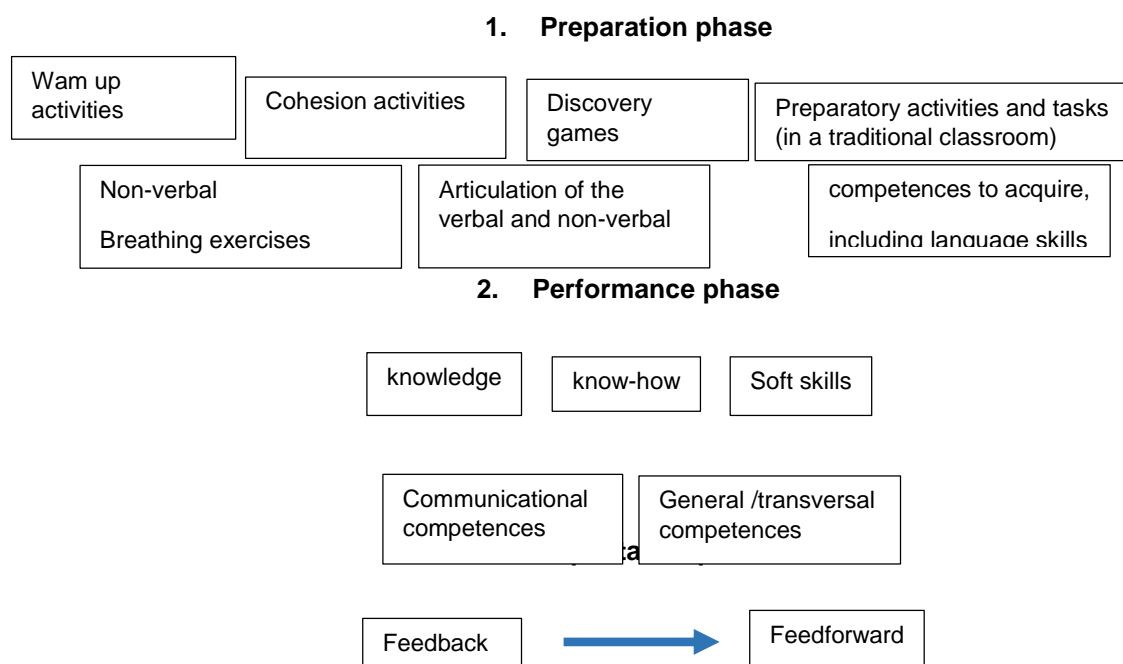 1. Preparation phase
Wam up
activities
Cohesion activities
Discovery
games
Preparatory activities and tasks
(in a traditional classroom)
Non-verbal
Breathing exercises
Articulation of the
verbal and non-verbal
competences to acquire,
including language skills
2. Performance phase
knowledge
know-how
Soft skills
Communicational
competences
General /transversal
competences
Feedback
Feedforward